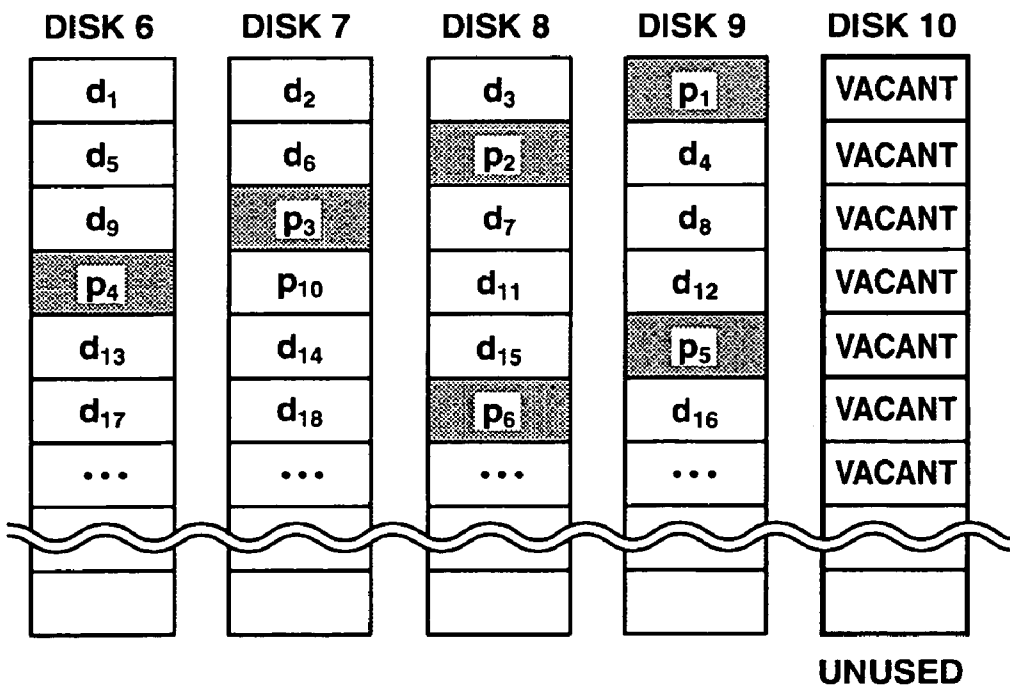 DISK 6 DISK 7 DISK 8 DISK 9 DISK 10
d₁ d₂ d₃ p₁ VACANT
d₅ d₆ p₂ d₄ VACANT
d₉ p₃ d₇ d₈ VACANT
p₄ p₁₀ d₁₁ d₁₂ VACANT
d₁₃ d₁₄ d₁₅ p₅ VACANT
d₁₇ d₁₈ p₆ d₁₆ VACANT
... ... ... ... VACANT
UNUSED